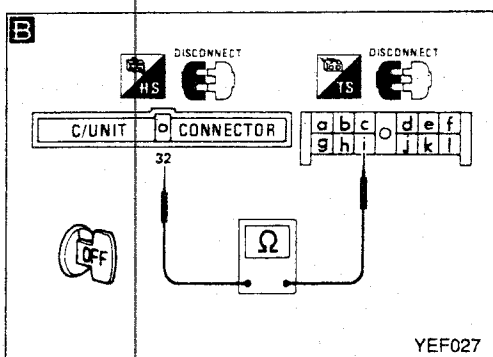 B
DISCONNECT DISCONNECT
HS TS
C/UNIT CONNECTOR
a b c d e f
g h i j k l
32
Ω
OFF
YEF027